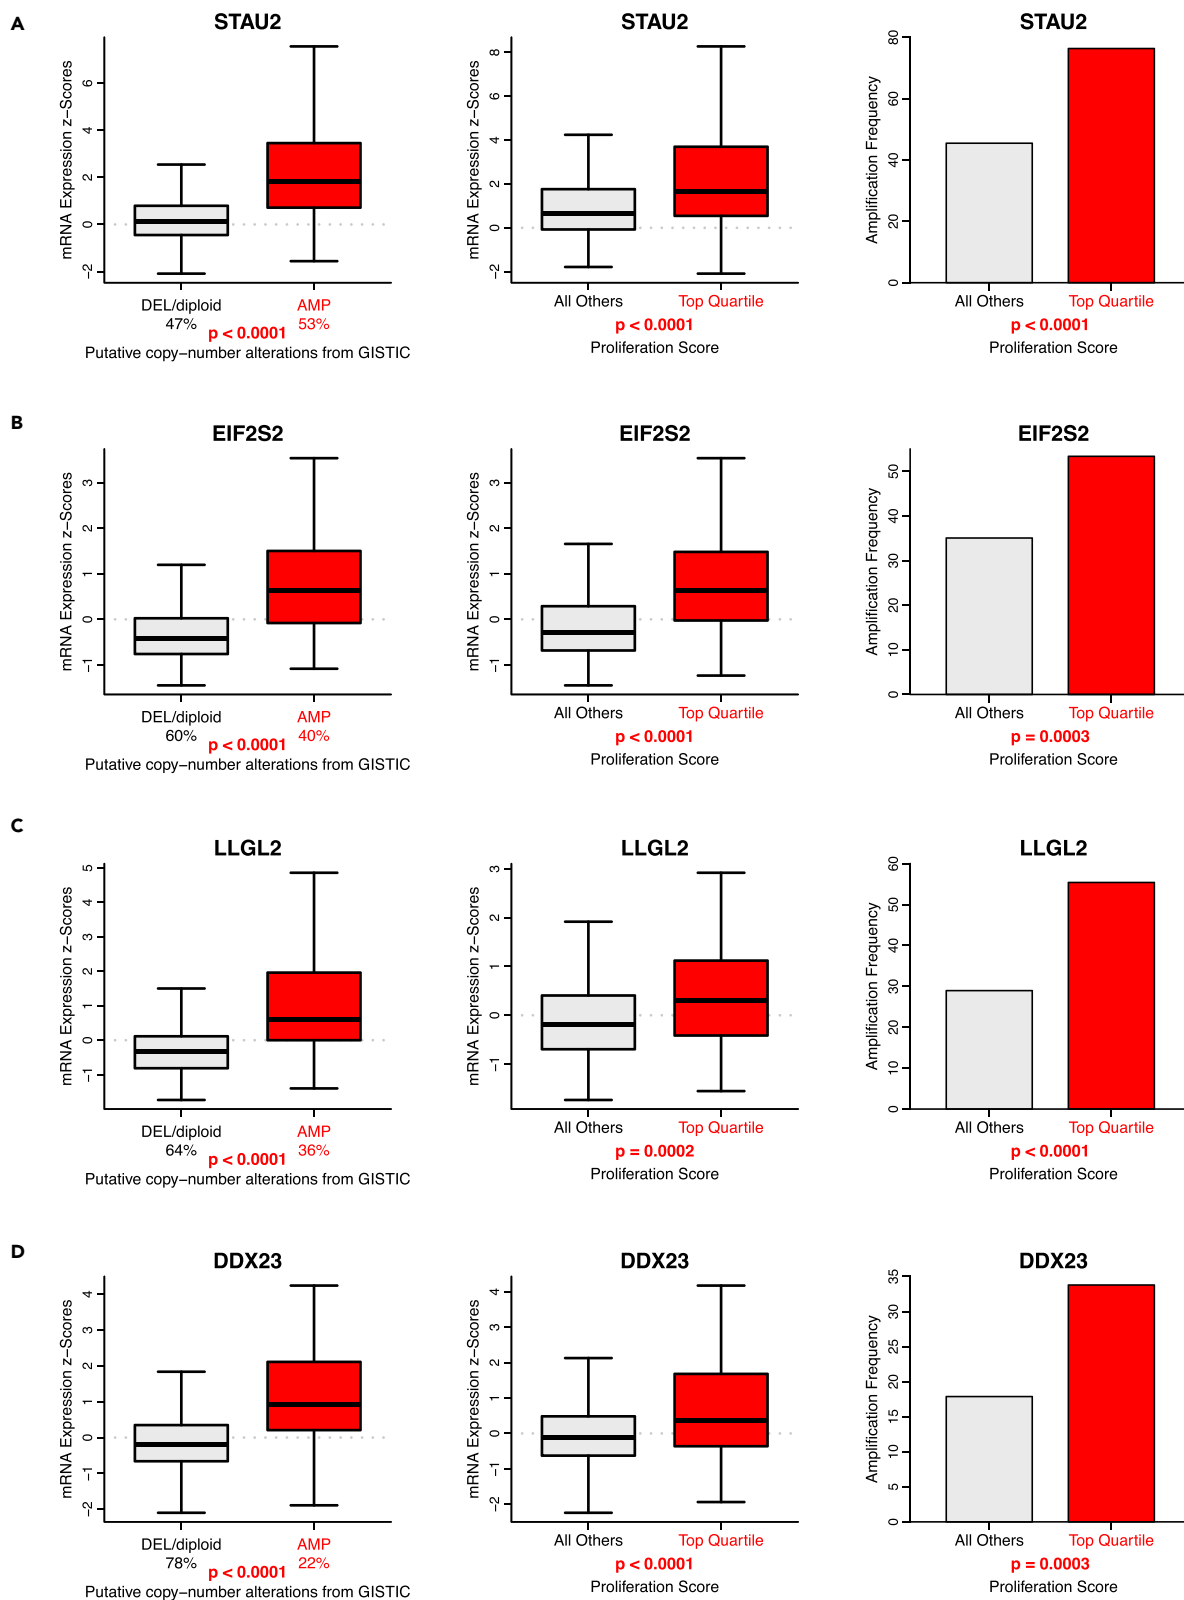 A
STAU2
mRNA Expression z−Scores
6
4
2
0
−2
DEL/diploid AMP
47% 53%
p < 0.0001
Putative copy−number alterations from GISTIC
STAU2
mRNA Expression z−Scores
8
6
4
2
0
−2
All Others Top Quartile
p < 0.0001
Proliferation Score
STAU2
Amplification Frequency
80
60
40
20
0
All Others Top Quartile
p < 0.0001
Proliferation Score
B
EIF2S2
mRNA Expression z−Scores
3
2
1
0
−1
DEL/diploid AMP
60% 40%
p < 0.0001
Putative copy−number alterations from GISTIC
EIF2S2
mRNA Expression z−Scores
3
2
1
0
−1
All Others Top Quartile
p < 0.0001
Proliferation Score
EIF2S2
Amplification Frequency
50
40
30
20
10
0
All Others Top Quartile
p = 0.0003
Proliferation Score
C
LLGL2
mRNA Expression z−Scores
5
4
3
2
1
0
−1
DEL/diploid AMP
64% 36%
p < 0.0001
Putative copy−number alterations from GISTIC
LLGL2
mRNA Expression z−Scores
3
2
1
0
−1
All Others Top Quartile
p = 0.0002
Proliferation Score
LLGL2
Amplification Frequency
60
50
40
30
20
10
0
All Others Top Quartile
p < 0.0001
Proliferation Score
D
DDX23
mRNA Expression z−Scores
4
3
2
1
0
−1
−2
DEL/diploid AMP
78% 22%
p < 0.0001
Putative copy−number alterations from GISTIC
DDX23
mRNA Expression z−Scores
4
3
2
1
0
−1
−2
All Others Top Quartile
p < 0.0001
Proliferation Score
DDX23
Amplification Frequency
35
30
25
20
15
10
5
0
All Others Top Quartile
p = 0.0003
Proliferation Score